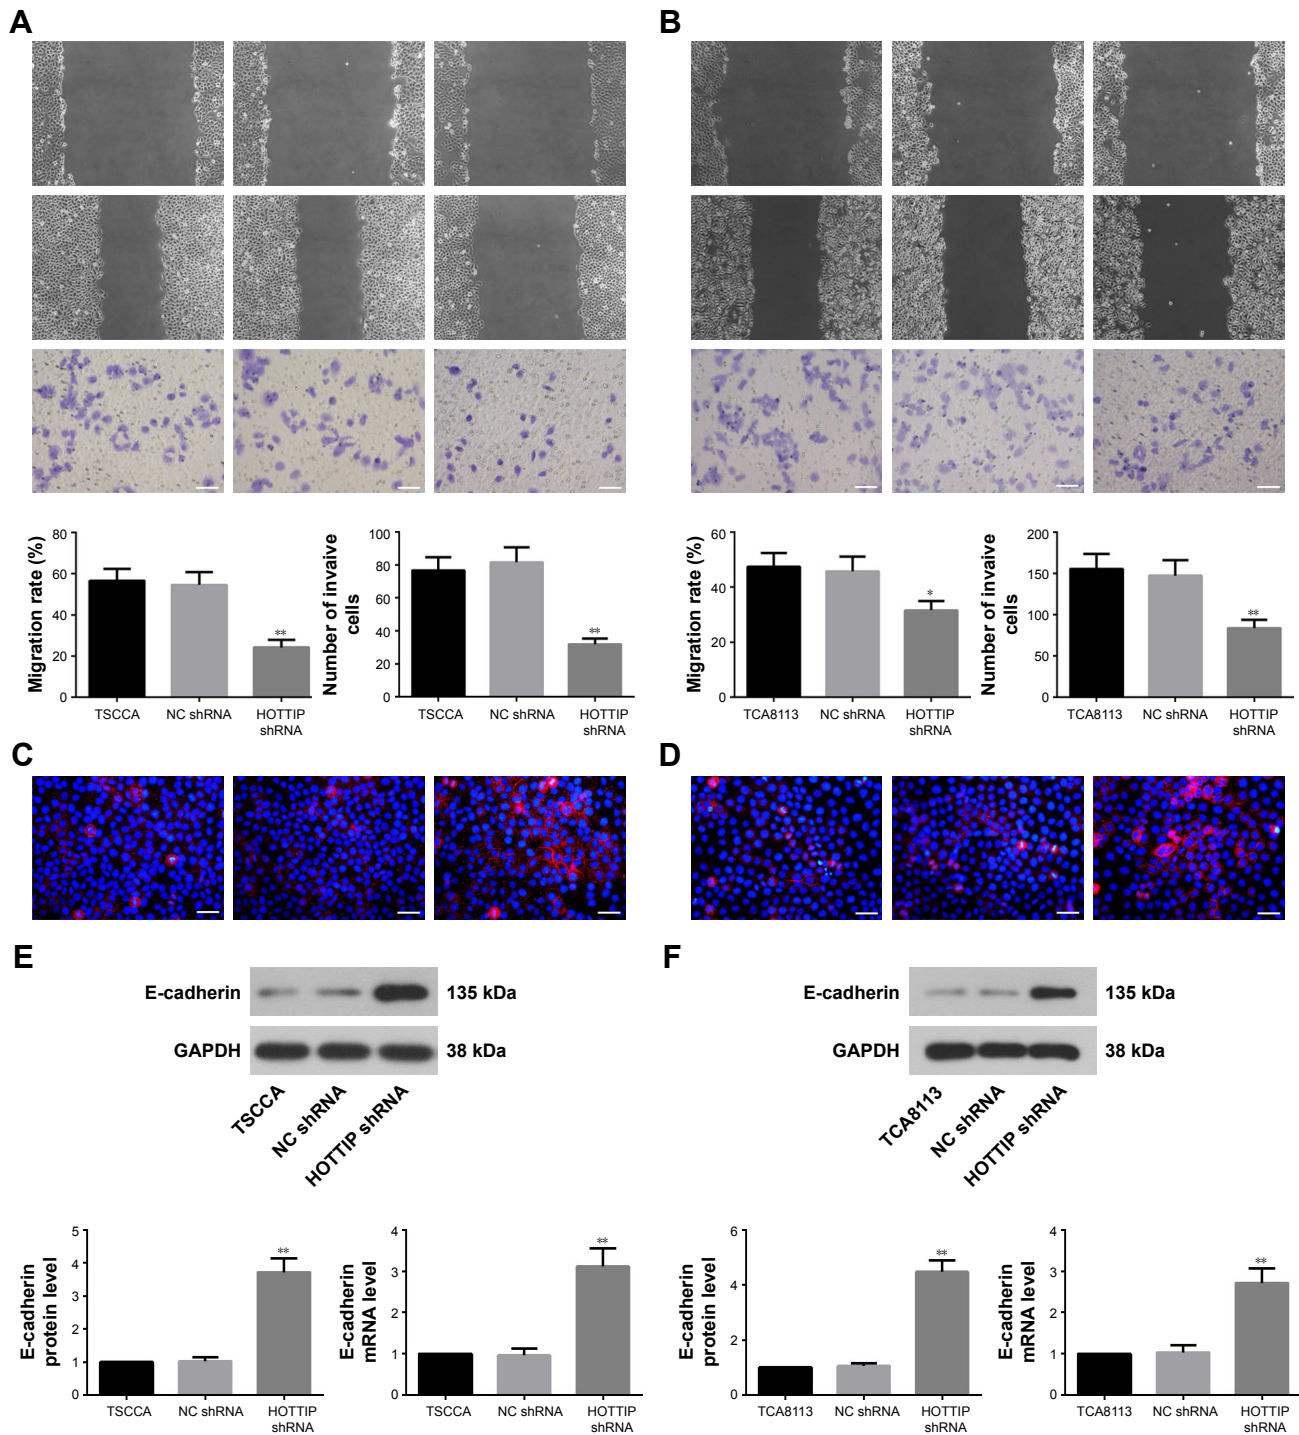 A
B
Migration rate (%)
80
60
40
20
0
TSCCA
NC shRNA
HOTTIP
shRNA
**
Number of invaive
cells
100
80
60
40
20
0
TSCCA
NC shRNA
HOTTIP
shRNA
**
Migration rate (%)
60
40
20
0
TCA8113
NC shRNA
HOTTIP
shRNA
*
Number of invaive
cells
200
150
100
50
0
TCA8113
NC shRNA
HOTTIP
shRNA
**
C
D
E
E-cadherin
135 kDa
GAPDH
38 kDa
TSCCA
NC shRNA
HOTTIP shRNA
F
E-cadherin
135 kDa
GAPDH
38 kDa
TCA8113
NC shRNA
HOTTIP shRNA
E-cadherin
protein level
5
4
3
2
1
0
TSCCA
NC shRNA
HOTTIP
shRNA
**
E-cadherin
mRNA level
4
3
2
1
0
TSCCA
NC shRNA
HOTTIP
shRNA
**
E-cadherin
protein level
6
4
2
0
TCA8113
NC shRNA
HOTTIP
shRNA
**
E-cadherin
mRNA level
4
3
2
1
0
TCA8113
NC shRNA
HOTTIP
shRNA
**